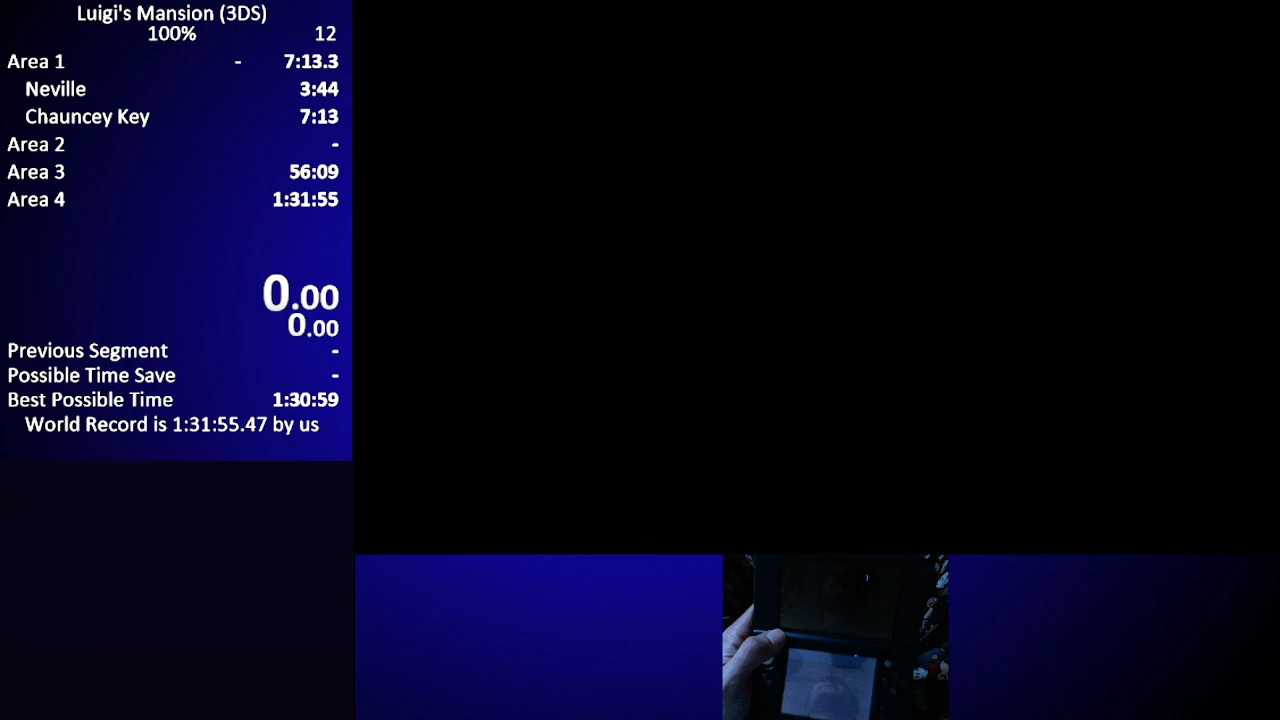 Luigi's Mansion (3DS)
100% 12
Area 1 - 7:13.3
Neville 3:44
Chauncey Key 7:13
Area 2 -
Area 3 56:09
Area 4 1:31:55
0.00
0.00
Previous Segment -
Possible Time Save -
Best Possible Time 1:30:59
World Record is 1:31:55.47 by us